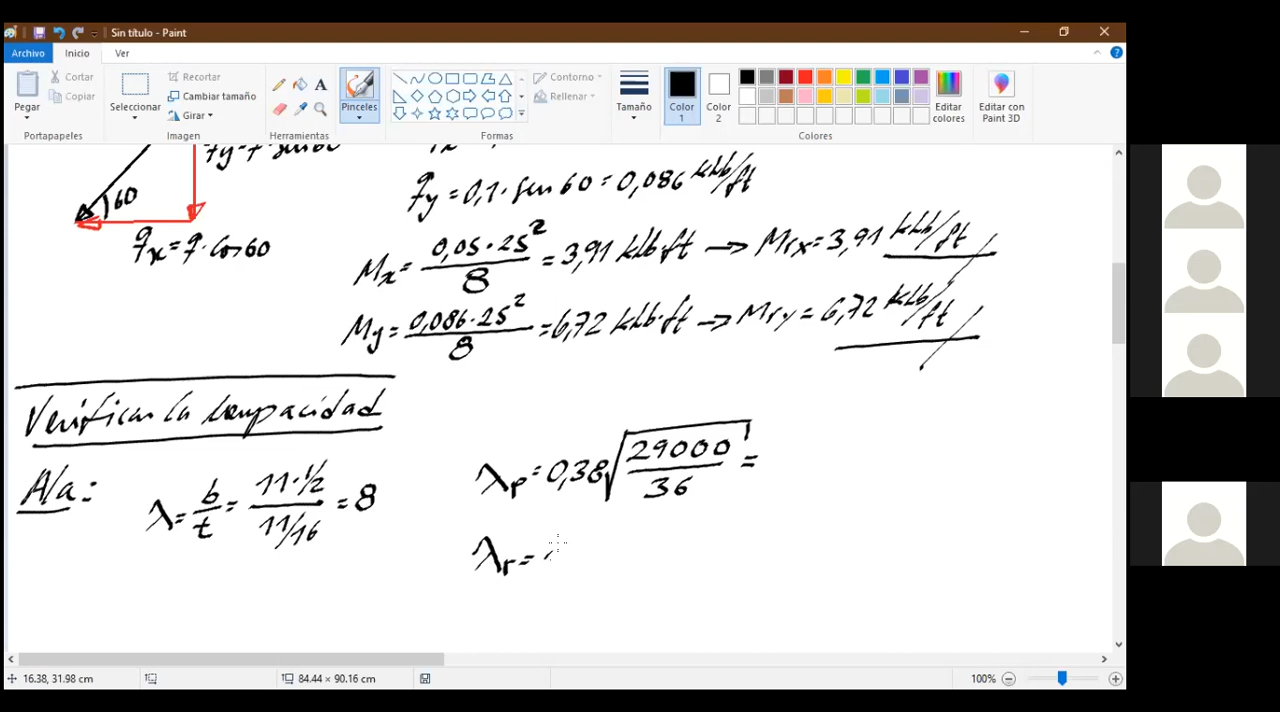 Sin título - Paint
Archivo Inicio Ver
Pegar
Cortar
Copiar
Portapapeles
Seleccionar
Recortar
Cambiar tamaño
Girar
Imagen
A
Herramientas
Pinceles
Contorno
Rellenar
Formas
Tamaño
Color 1
Color 2
Editar colores
Editar con Paint 3D
Colores
60
qx = q·cos60
qy = 0,1·sen60 = 0,086 klb/ft
Mx = 0,05·25² / 8 = 3,91 klb·ft → Mrx = 3,91 klb/ft
My = 0,086·25² / 8 = 6,72 klb·ft → Mry = 6,72 klb/ft
Verificar la compacidad
Ala:
λ = b/t = 11·1/2 / 11/16 = 8
λp = 0,38 √(29000 / 36) =
λr =
16.38, 31.98 cm
84.44 × 90.16 cm
100%